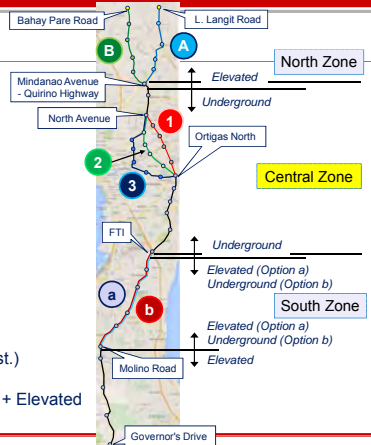 Bahay Pare Road
L. Langit Road
B
A
North Zone
Mindanao Avenue
- Quirino Highway
Elevated
Underground
North Avenue
1
Ortigas North
2
3
Central Zone
FTI
Underground
Elevated (Option a)
Underground (Option b)
a
b
South Zone
Elevated (Option a)
Underground (Option b)
st.)
Molino Road
Elevated
+ Elevated
Governor's Drive